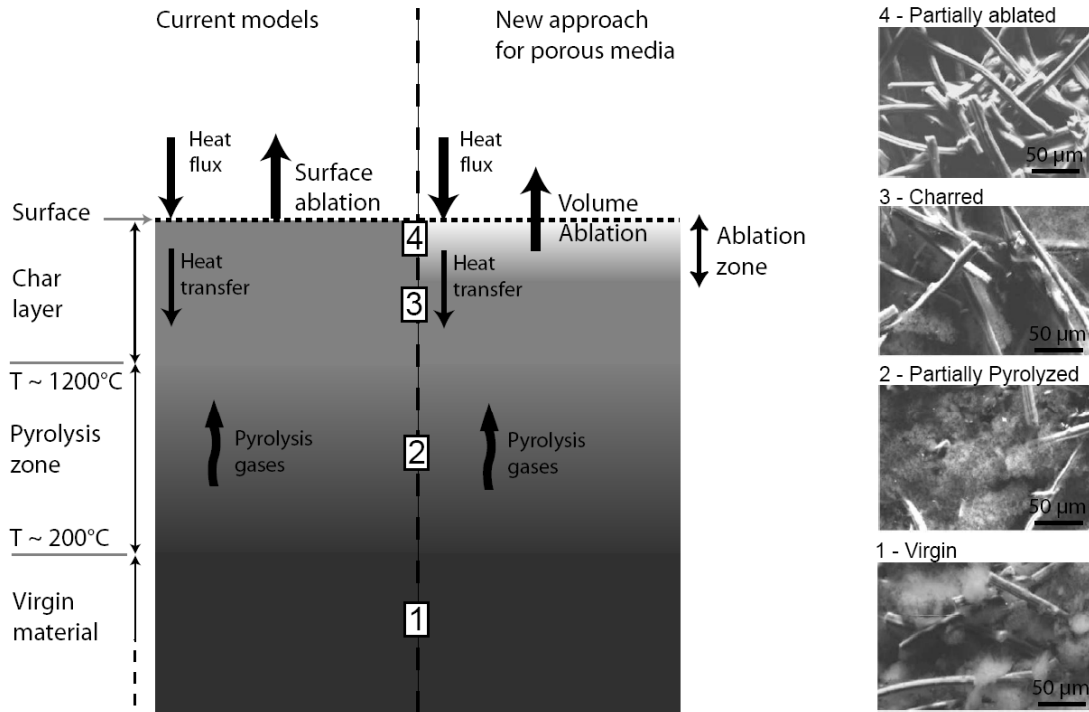 Current models
New approach
for porous media
Heat
flux
Surface
ablation
Heat
flux
Volume
Ablation
Ablation
zone
Surface
Char
layer
Heat
transfer
Heat
transfer
4
3
T ~ 1200°C
Pyrolysis
zone
Pyrolysis
gases
2
Pyrolysis
gases
T ~ 200°C
Virgin
material
1
4 - Partially ablated
50 µm
3 - Charred
50 µm
2 - Partially Pyrolyzed
50 µm
1 - Virgin
50 µm